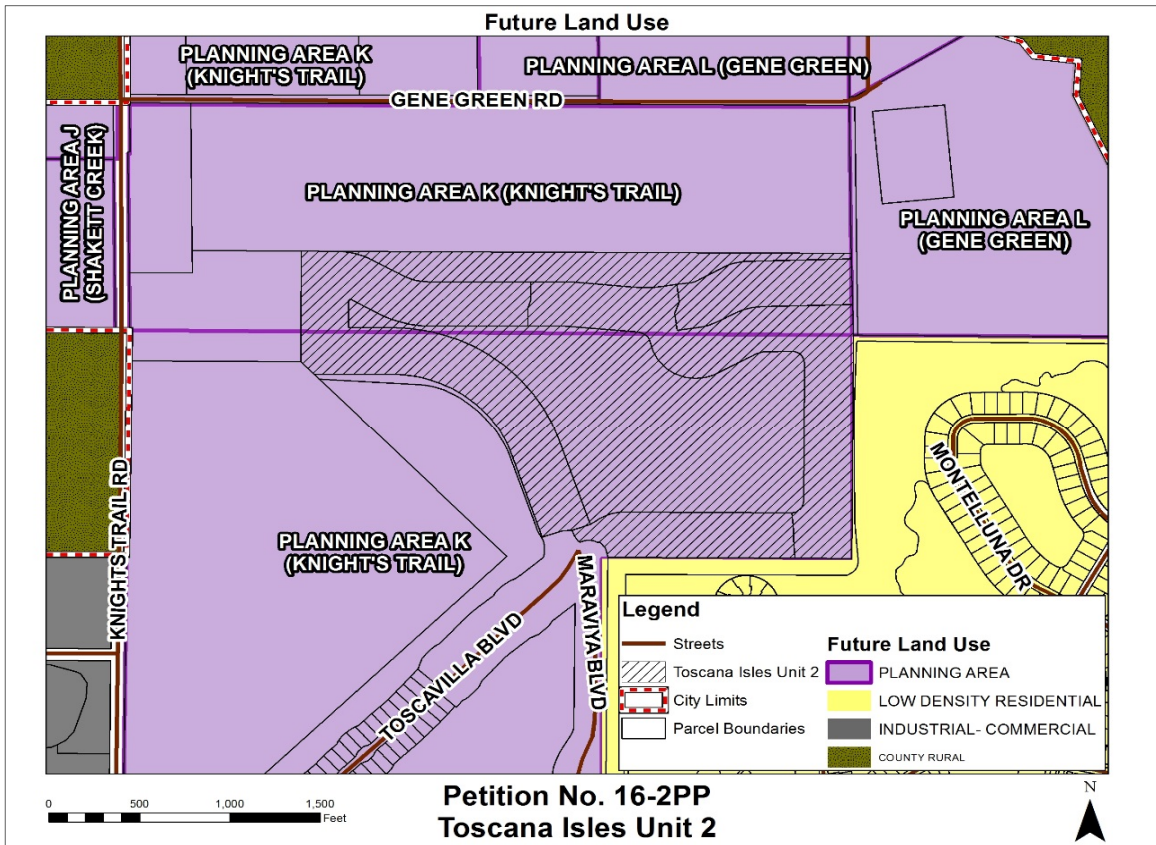 Future Land Use
PLANNING AREA K
(KNIGHT'S TRAIL)
PLANNING AREA L (GENE GREEN)
GENE GREEN RD
PLANNING AREA J
(SHAKETT CREEK)
PLANNING AREA K (KNIGHT'S TRAIL)
PLANNING AREA L
(GENE GREEN)
KNIGHTS TRAIL RD
MONTELLUNA DR
PLANNING AREA K
(KNIGHT'S TRAIL)
TOSCAVILLA BLVD
MARAVIYA BLVD
Legend
Streets
Toscana Isles Unit 2
City Limits
Parcel Boundaries
Future Land Use
PLANNING AREA
LOW DENSITY RESIDENTIAL
INDUSTRIAL- COMMERCIAL
COUNTY RURAL
0 500 1,000 1,500
Feet
Petition No. 16-2PP
Toscana Isles Unit 2
N